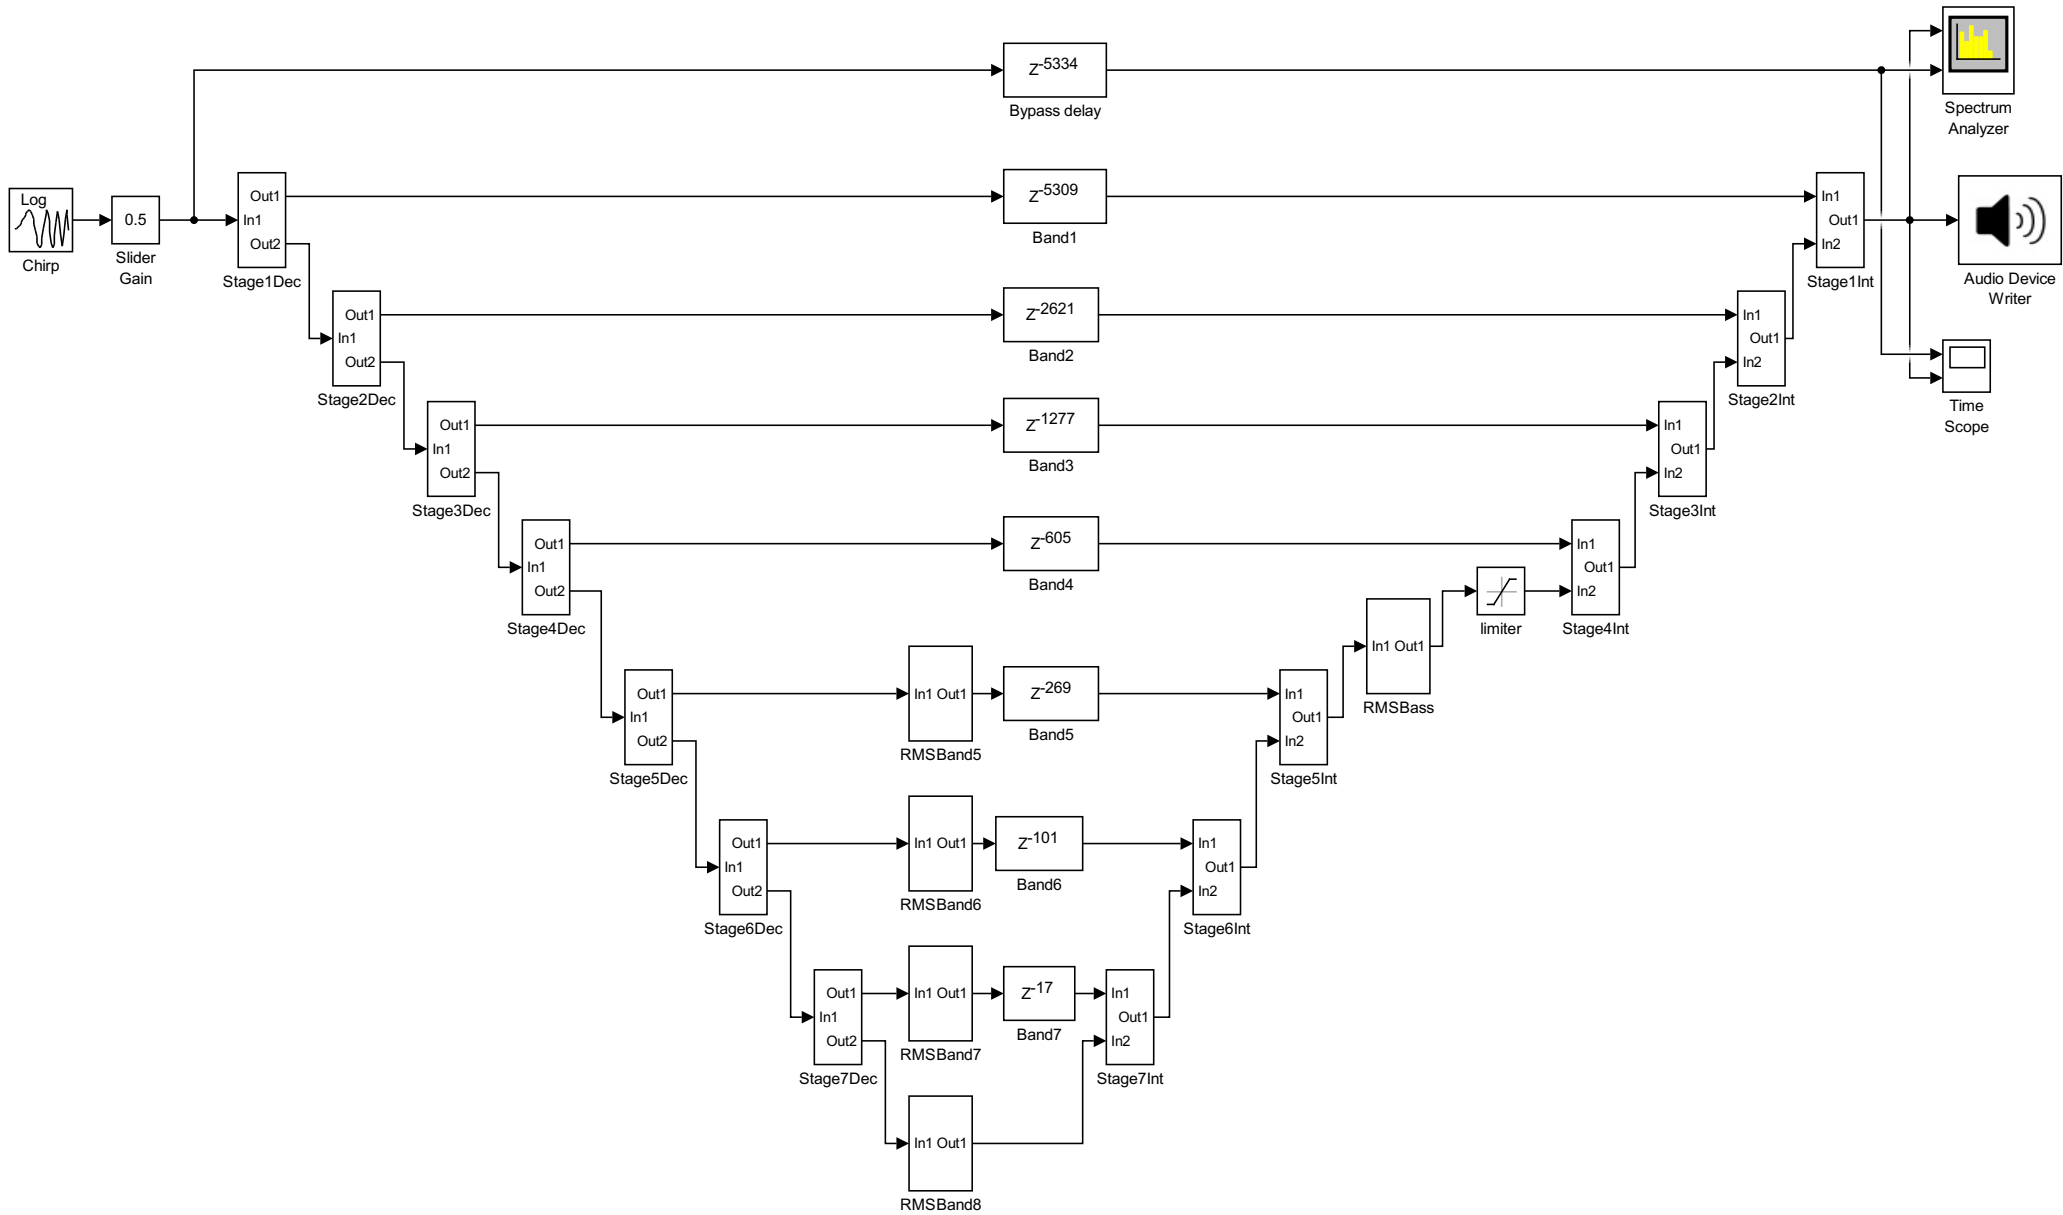 Z-5334
Bypass delay
Spectrum
Analyzer
Log
Chirp
0.5
Slider
Gain
Out1
In1
Out2
Stage1Dec
Z-5309
Band1
In1
Out1
In2
Stage1Int
Audio Device
Writer
Out1
In1
Out2
Stage2Dec
Z-2621
Band2
In1
Out1
In2
Stage2Int
Time
Scope
Out1
In1
Out2
Stage3Dec
Z-1277
Band3
In1
Out1
In2
Stage3Int
Out1
In1
Out2
Stage4Dec
Z-605
Band4
In1
Out1
In2
Stage4Int
limiter
In1 Out1
RMSBass
Out1
In1
Out2
Stage5Dec
In1 Out1
RMSBand5
Z-269
Band5
In1
Out1
In2
Stage5Int
Out1
In1
Out2
Stage6Dec
In1 Out1
RMSBand6
Z-101
Band6
In1
Out1
In2
Stage6Int
Out1
In1
Out2
Stage7Dec
In1 Out1
RMSBand7
Z-17
Band7
In1
Out1
In2
Stage7Int
In1 Out1
RMSBand8